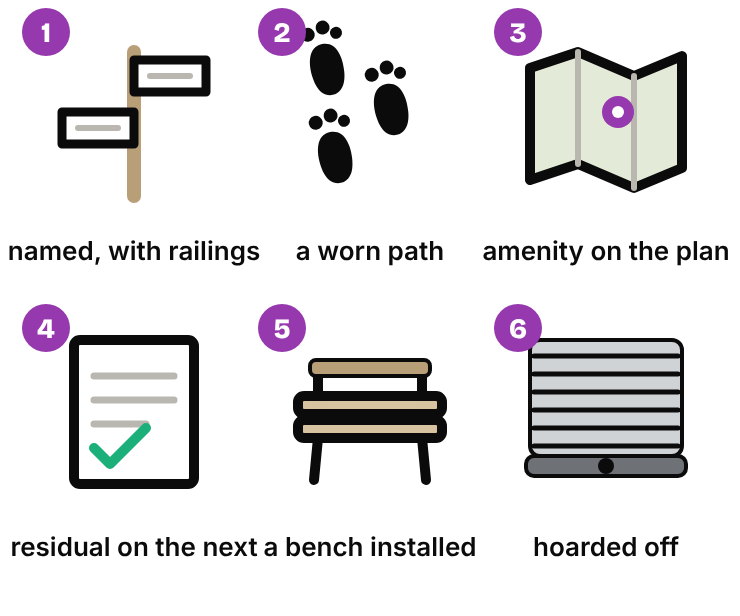 1
2
3
named, with railings
a worn path
amenity on the plan
4
5
6
residual on the next
a bench installed
hoarded off